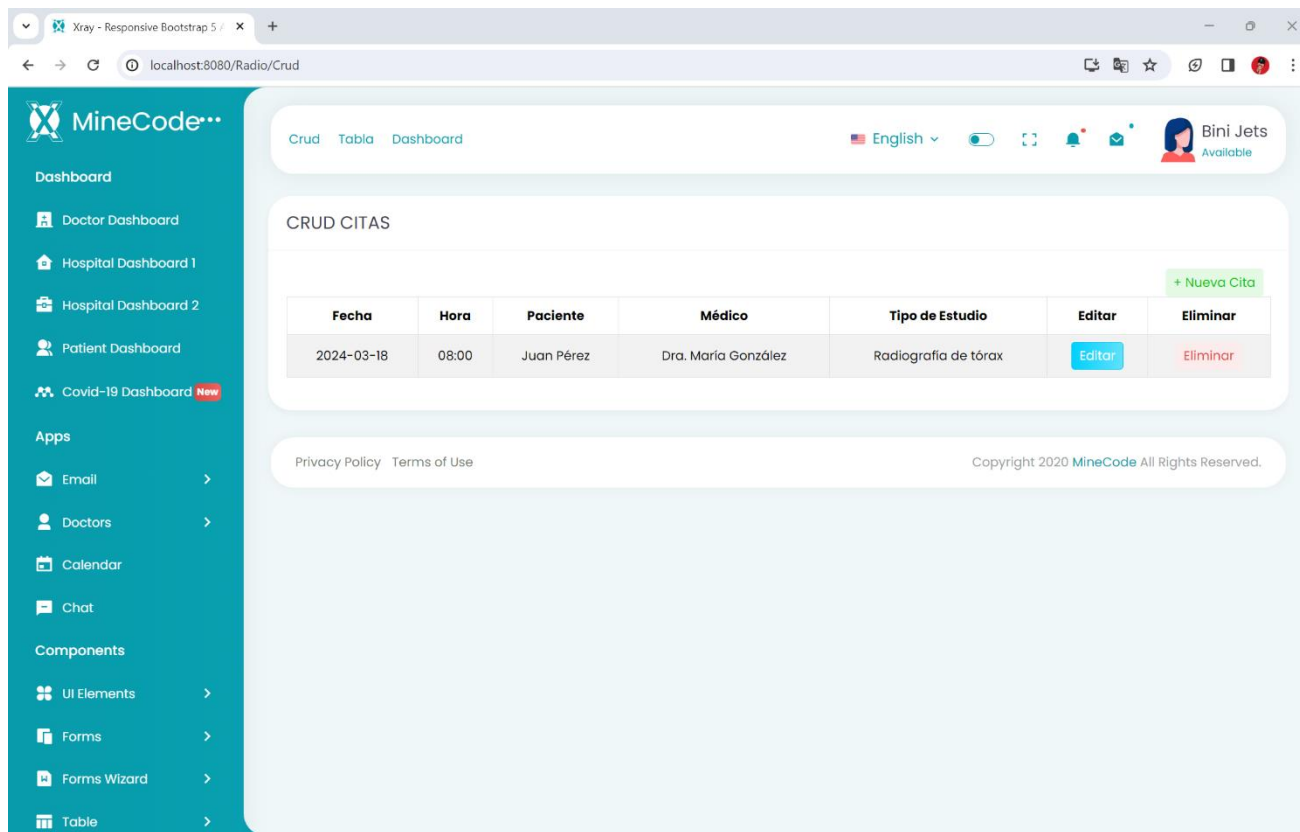 Xray - Responsive Bootstrap 5
localhost:8080/Radio/Crud
MineCode
Dashboard
Doctor Dashboard
Hospital Dashboard 1
Hospital Dashboard 2
Patient Dashboard
Covid-19 Dashboard New
Apps
Email
Doctors
Calendar
Chat
Components
UI Elements
Forms
Forms Wizard
Table
Crud Tabla Dashboard
English
Bini Jets
Available
CRUD CITAS
+ Nueva Cita
Fecha Hora Paciente Médico Tipo de Estudio Editar Eliminar
2024-03-18 08:00 Juan Pérez Dra. María González Radiografía de tórax Editar Eliminar
Privacy Policy Terms of Use
Copyright 2020 MineCode All Rights Reserved.